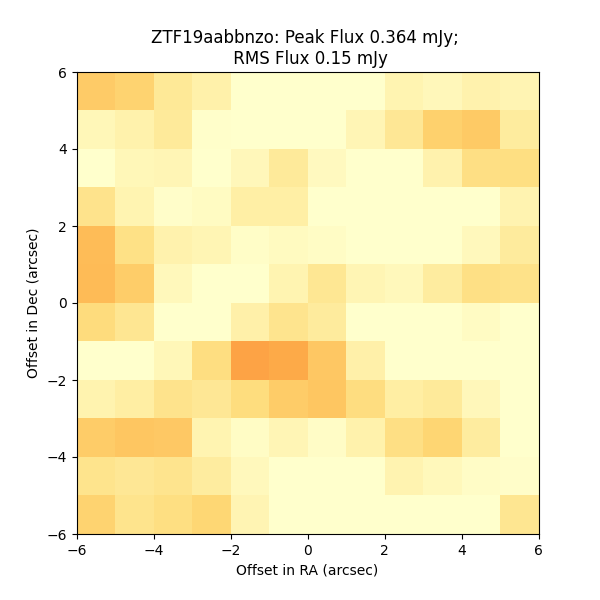 ZTF19aabbnzo: Peak Flux 0.364 mJy;
RMS Flux 0.15 mJy
6
4
2
0
−2
−4
−6
Offset in Dec (arcsec)
−6 −4 −2 0 2 4 6
Offset in RA (arcsec)